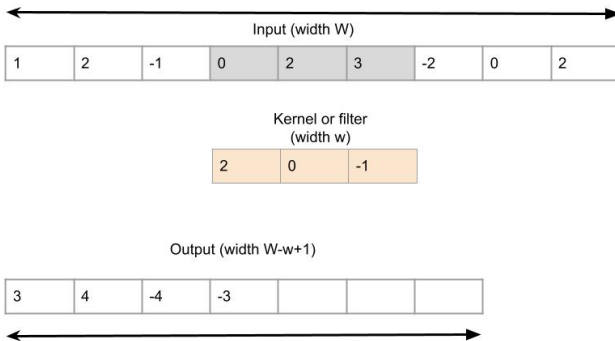 Input (width W)
1 2 -1 0 2 3 -2 0 2
Kernel or filter
(width w)
2 0 -1
Output (width W-w+1)
3 4 -4 -3